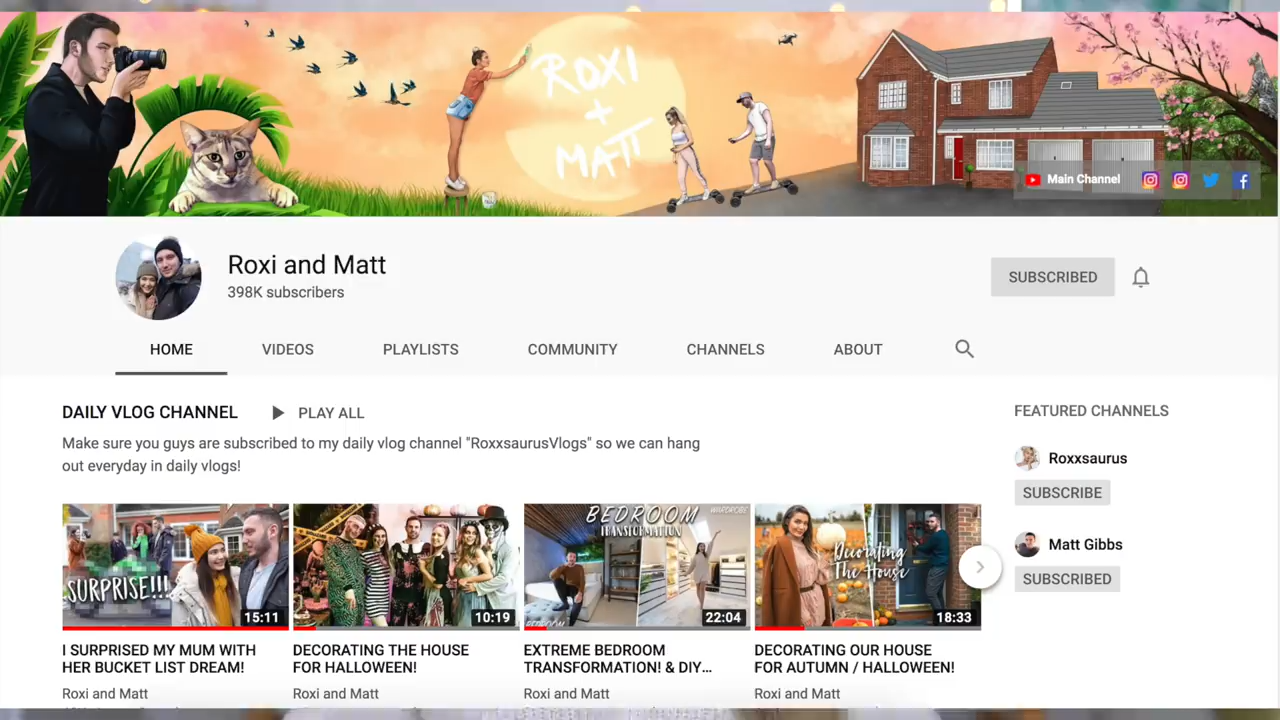 ROXI
+
MATT
Main Channel
Roxi and Matt
398K subscribers
SUBSCRIBED
HOME
VIDEOS
PLAYLISTS
COMMUNITY
CHANNELS
ABOUT
DAILY VLOG CHANNEL
PLAY ALL
Make sure you guys are subscribed to my daily vlog channel "RoxxsaurusVlogs" so we can hang
out everyday in daily vlogs!
SURPRISE!!!
15:11
I SURPRISED MY MUM WITH
HER BUCKET LIST DREAM!
Roxi and Matt
10:19
DECORATING THE HOUSE
FOR HALLOWEEN!
Roxi and Matt
BEDROOM
TRANSFORMATION
WARDROBE
BEDROOM
22:04
EXTREME BEDROOM
TRANSFORMATION! & DIY...
Roxi and Matt
Decorating
The House
18:33
DECORATING OUR HOUSE
FOR AUTUMN / HALLOWEEN!
Roxi and Matt
FEATURED CHANNELS
Roxxsaurus
SUBSCRIBE
Matt Gibbs
SUBSCRIBED